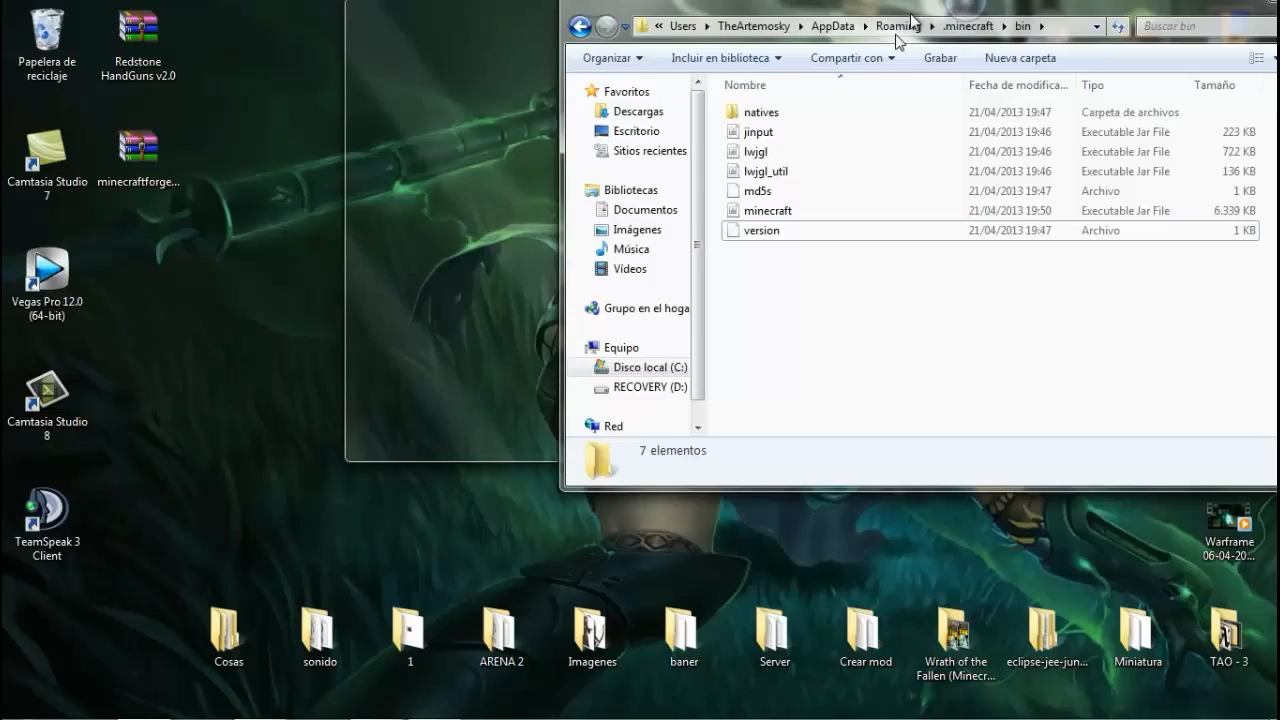 Papelera de
reciclaje
Redstone
HandGuns v2.0
Camtasia Studio
7
minecraftforge...
Vegas Pro 12.0
(64-bit)
Camtasia Studio
8
TeamSpeak 3
Client
« Users TheArtemosky AppData Roaming .minecraft bin
Buscar bin
Organizar Incluir en biblioteca Compartir con Grabar Nueva carpeta
Nombre Fecha de modifica... Tipo Tamaño
natives 21/04/2013 19:47 Carpeta de archivos
jinput 21/04/2013 19:46 Executable Jar File 223 KB
lwjgl 21/04/2013 19:46 Executable Jar File 722 KB
lwjgl_util 21/04/2013 19:46 Executable Jar File 136 KB
md5s 21/04/2013 19:47 Archivo 1 KB
minecraft 21/04/2013 19:50 Executable Jar File 6.339 KB
version 21/04/2013 19:47 Archivo 1 KB
Favoritos
Descargas
Escritorio
Sitios recientes
Bibliotecas
Documentos
Imágenes
Música
Vídeos
Grupo en el hoga
Equipo
Disco local (C:)
RECOVERY (D:)
Red
7 elementos
Warframe
06-04-20...
Cosas
sonido
1
ARENA 2
Imagenes
baner
Server
Crear mod
Wrath of the
Fallen (Minecr...
eclipse-jee-jun...
Miniatura
TAO - 3